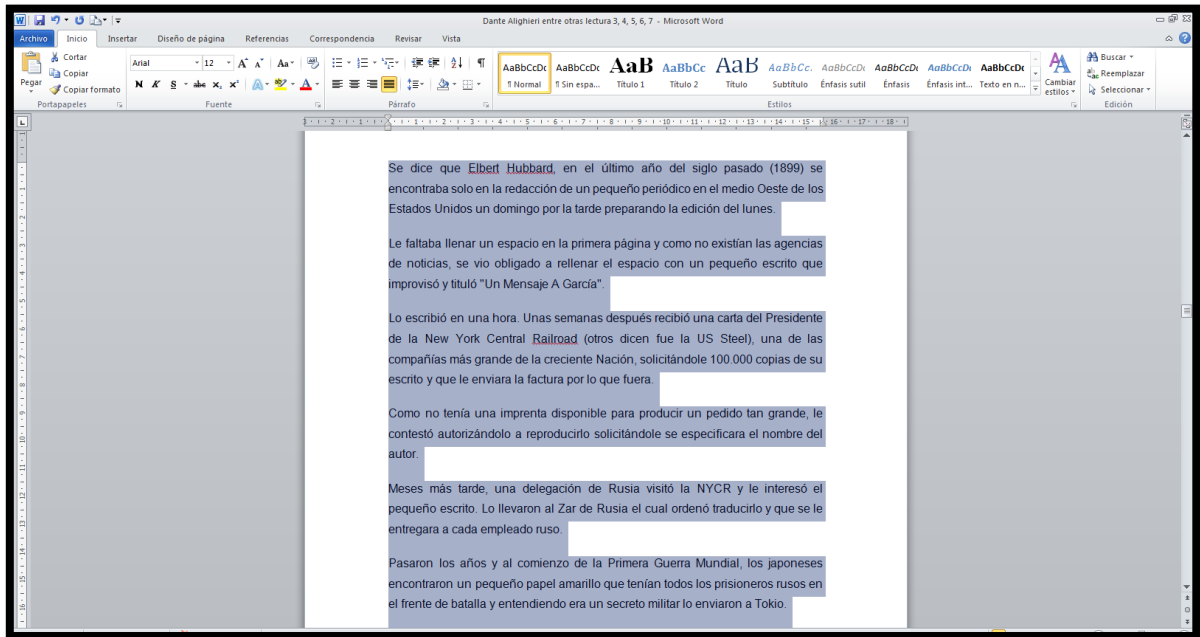 Dante Alighieri entre otras lectura 3, 4, 5, 6, 7 - Microsoft Word
Archivo Inicio Insertar Diseño de página Referencias Correspondencia Revisar Vista
Pegar
Cortar
Copiar
Copiar formato
Portapapeles
Arial 12
Fuente
Párrafo
AaBbCcDc AaBbCcDc AaB AaBbCc AaB AaBbCc. AaBbCcDc AaBbCcDc AaBbCcDc AaBbCcDc
¶ Normal ¶ Sin espa... Título 1 Título 2 Título Subtítulo Énfasis sutil Énfasis Énfasis int... Texto en n...
Estilos
Cambiar estilos
Buscar
Reemplazar
Seleccionar
Edición
Se dice que Elbert Hubbard, en el último año del siglo pasado (1899) se
encontraba solo en la redacción de un pequeño periódico en el medio Oeste de los
Estados Unidos un domingo por la tarde preparando la edición del lunes.
Le faltaba llenar un espacio en la primera página y como no existían las agencias
de noticias, se vio obligado a rellenar el espacio con un pequeño escrito que
improvisó y tituló "Un Mensaje A García".
Lo escribió en una hora. Unas semanas después recibió una carta del Presidente
de la New York Central Railroad (otros dicen fue la US Steel), una de las
compañías más grande de la creciente Nación, solicitándole 100.000 copias de su
escrito y que le enviara la factura por lo que fuera.
Como no tenía una imprenta disponible para producir un pedido tan grande, le
contestó autorizándolo a reproducirlo solicitándole se especificara el nombre del
autor.
Meses más tarde, una delegación de Rusia visitó la NYCR y le interesó el
pequeño escrito. Lo llevaron al Zar de Rusia el cual ordenó traducirlo y que se le
entregara a cada empleado ruso.
Pasaron los años y al comienzo de la Primera Guerra Mundial, los japoneses
encontraron un pequeño papel amarillo que tenían todos los prisioneros rusos en
el frente de batalla y entendiendo era un secreto militar lo enviaron a Tokio.